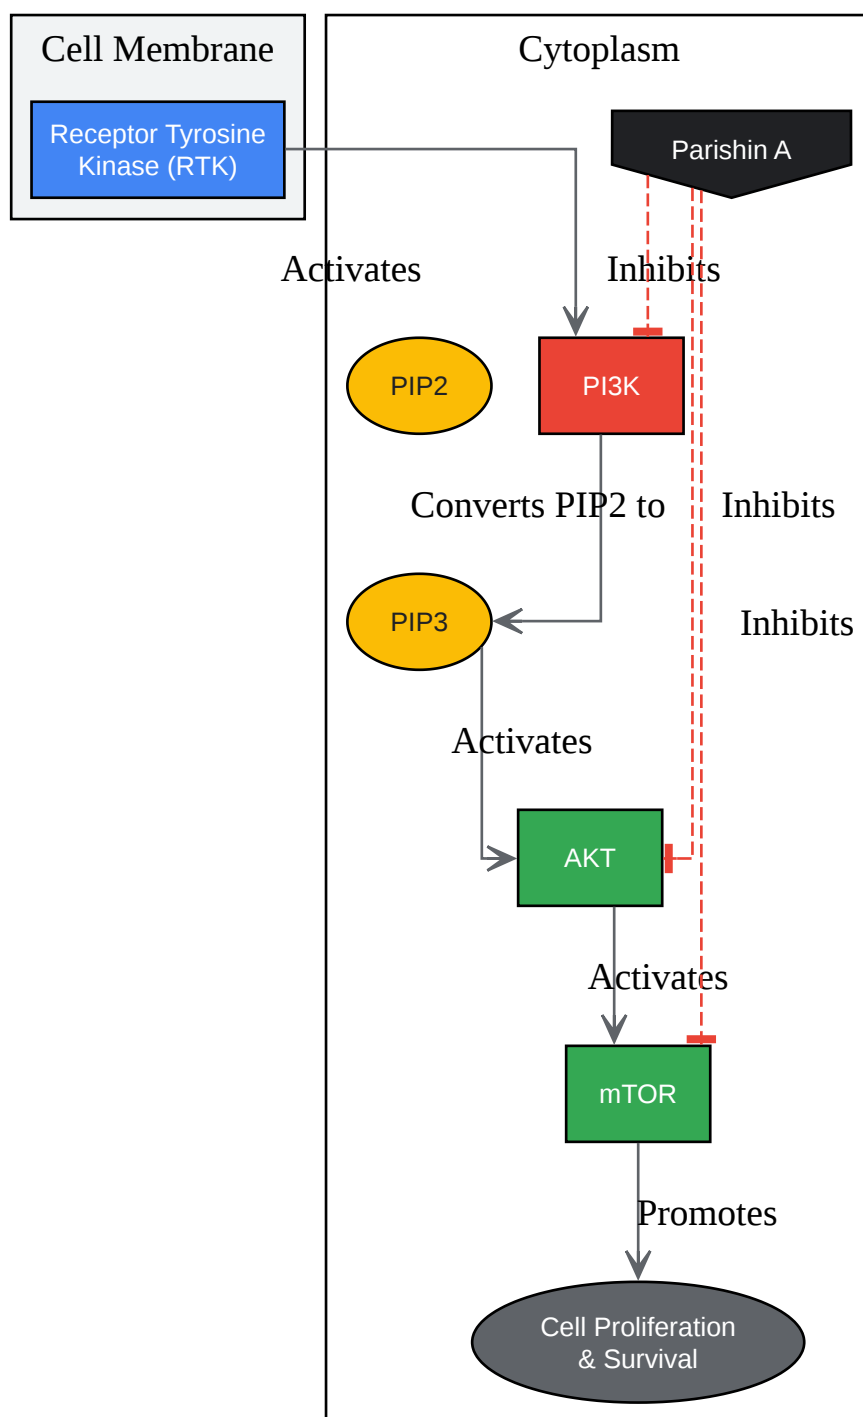 Cell Membrane
Cytoplasm
Receptor Tyrosine
Kinase (RTK)
Parishin A
Activates
Inhibits
PIP2
PI3K
Converts PIP2 to
Inhibits
PIP3
Inhibits
Activates
AKT
Activates
mTOR
Promotes
Cell Proliferation
& Survival